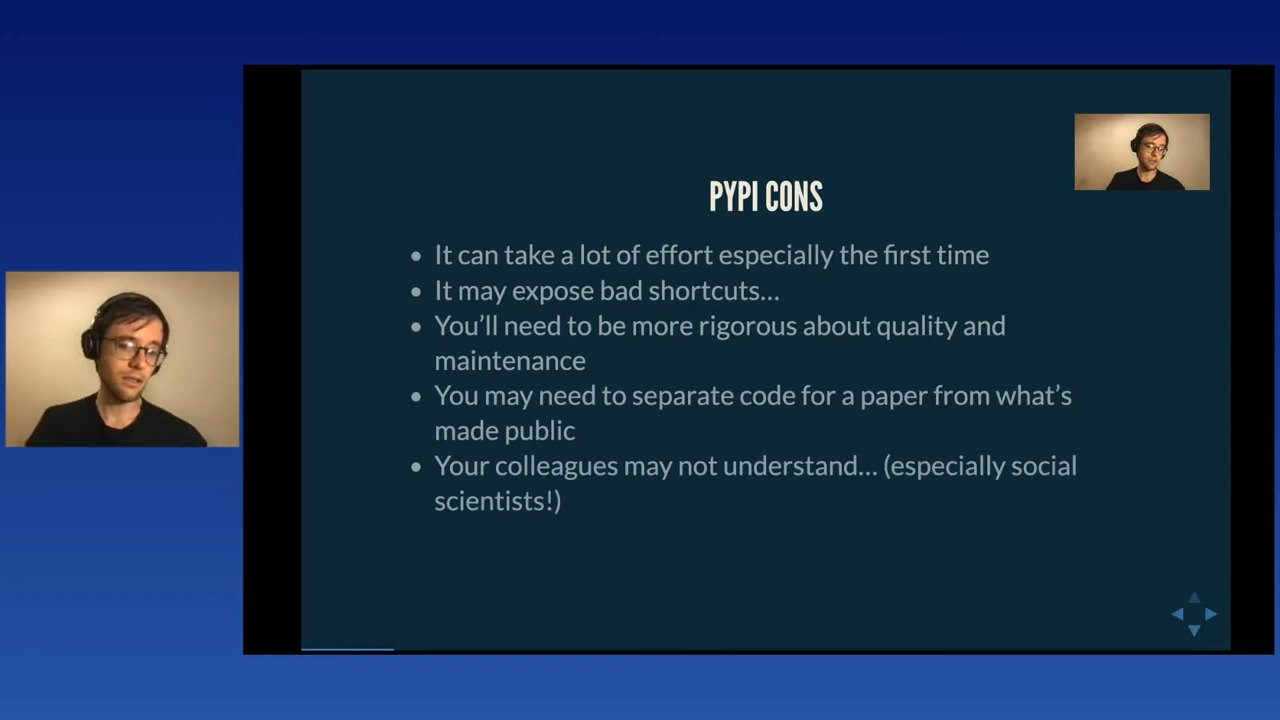 PYPI CONS
• It can take a lot of effort especially the first time
• It may expose bad shortcuts…
• You’ll need to be more rigorous about quality and
maintenance
• You may need to separate code for a paper from what’s
made public
• Your colleagues may not understand… (especially social
scientists!)